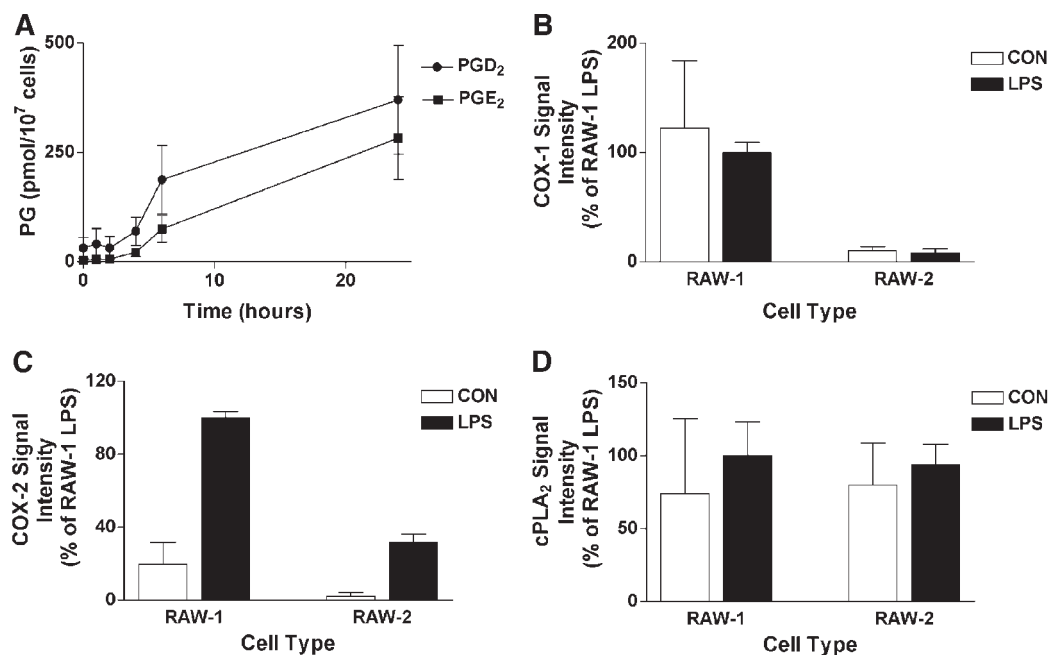 A
PG (pmol/10⁷ cells)
500
250
0
0
10
20
Time (hours)
PGD₂
PGE₂
B
COX-1 Signal
Intensity
(% of RAW-1 LPS)
200
100
0
RAW-1
RAW-2
Cell Type
CON
LPS
C
COX-2 Signal
Intensity
(% of RAW-1 LPS)
120
80
40
0
RAW-1
RAW-2
Cell Type
CON
LPS
D
cPLA₂ Signal
Intensity
(% of RAW-1 LPS)
150
100
50
0
RAW-1
RAW-2
Cell Type
CON
LPS